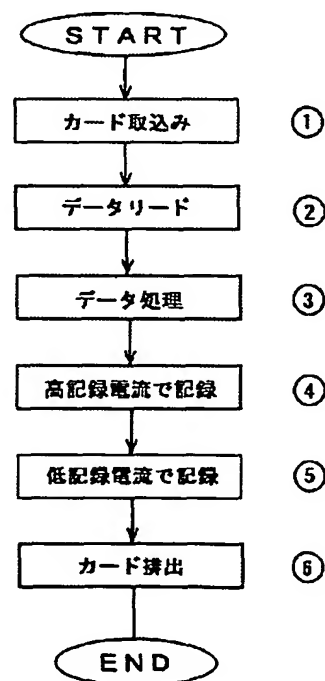 START
カード取込み ①
データリード ②
データ処理 ③
高記録電流で記録 ④
低記録電流で記録 ⑤
カード排出 ⑥
END